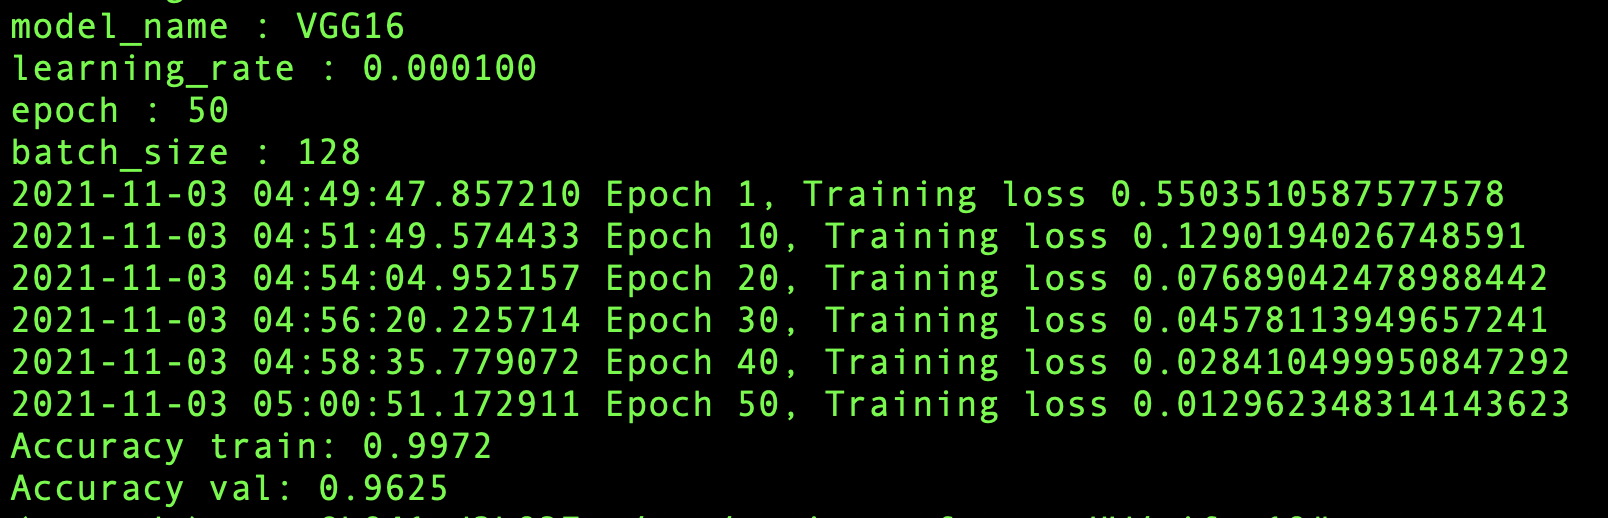 model_name : VGG16
learning_rate : 0.000100
epoch : 50
batch_size : 128
2021-11-03 04:49:47.857210 Epoch 1, Training loss 0.5503510587577578
2021-11-03 04:51:49.574433 Epoch 10, Training loss 0.1290194026748591
2021-11-03 04:54:04.952157 Epoch 20, Training loss 0.07689042478988442
2021-11-03 04:56:20.225714 Epoch 30, Training loss 0.04578113949657241
2021-11-03 04:58:35.779072 Epoch 40, Training loss 0.028410499950847292
2021-11-03 05:00:51.172911 Epoch 50, Training loss 0.012962348314143623
Accuracy train: 0.9972
Accuracy val: 0.9625